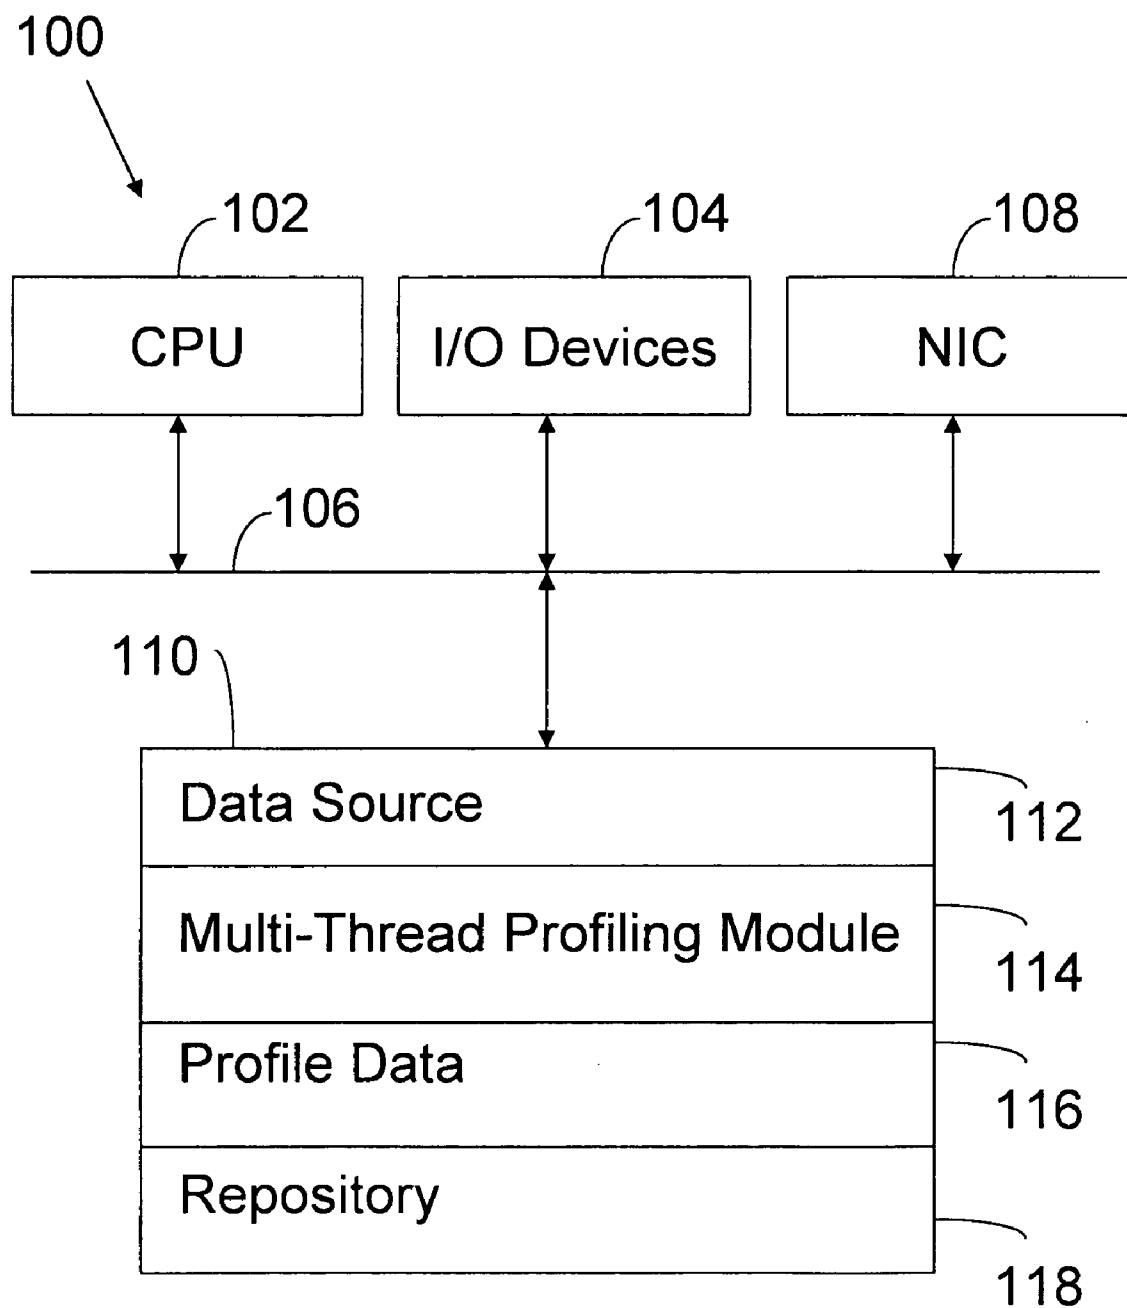 100
102
104
108
CPU
I/O Devices
NIC
106
110
Data Source
112
Multi-Thread Profiling Module
114
Profile Data
116
Repository
118